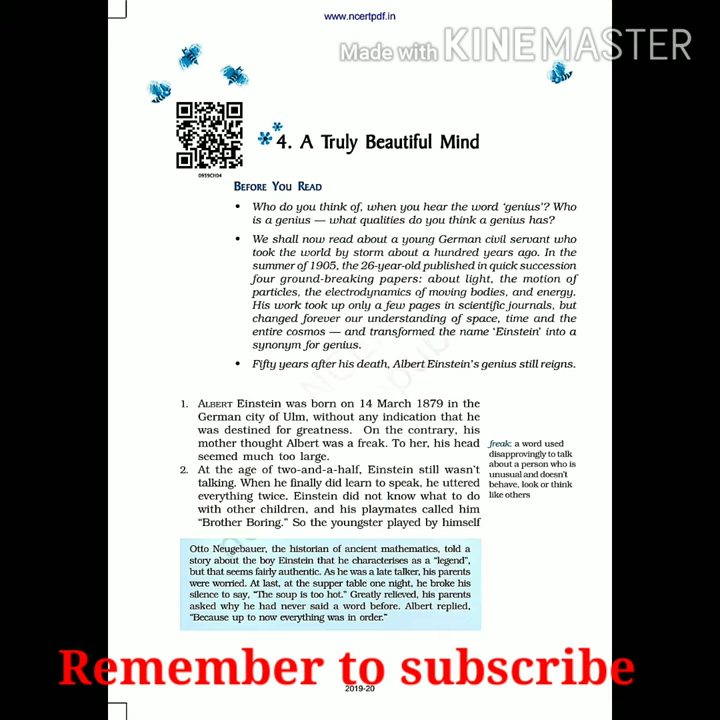 www.ncertpdf.in
Made with KINEMASTER
0959CH04
4. A Truly Beautiful Mind
BEFORE YOU READ
• Who do you think of, when you hear the word ‘genius’? Who
is a genius — what qualities do you think a genius has?
• We shall now read about a young German civil servant who
took the world by storm about a hundred years ago. In the
summer of 1905, the 26-year-old published in quick succession
four ground-breaking papers: about light, the motion of
particles, the electrodynamics of moving bodies, and energy.
His work took up only a few pages in scientific journals, but
changed forever our understanding of space, time and the
entire cosmos — and transformed the name ‘Einstein’ into a
synonym for genius.
• Fifty years after his death, Albert Einstein’s genius still reigns.
1. ALBERT Einstein was born on 14 March 1879 in the
German city of Ulm, without any indication that he
was destined for greatness. On the contrary, his
mother thought Albert was a freak. To her, his head
seemed much too large.
freak: a word used
disapprovingly to talk
about a person who is
unusual and doesn’t
behave, look or think
like others
2. At the age of two-and-a-half, Einstein still wasn’t
talking. When he finally did learn to speak, he uttered
everything twice. Einstein did not know what to do
with other children, and his playmates called him
“Brother Boring.” So the youngster played by himself
Otto Neugebauer, the historian of ancient mathematics, told a
story about the boy Einstein that he characterises as a “legend”,
but that seems fairly authentic. As he was a late talker, his parents
were worried. At last, at the supper table one night, he broke his
silence to say, “The soup is too hot.” Greatly relieved, his parents
asked why he had never said a word before. Albert replied,
“Because up to now everything was in order.”
Remember to subscribe
2019-20